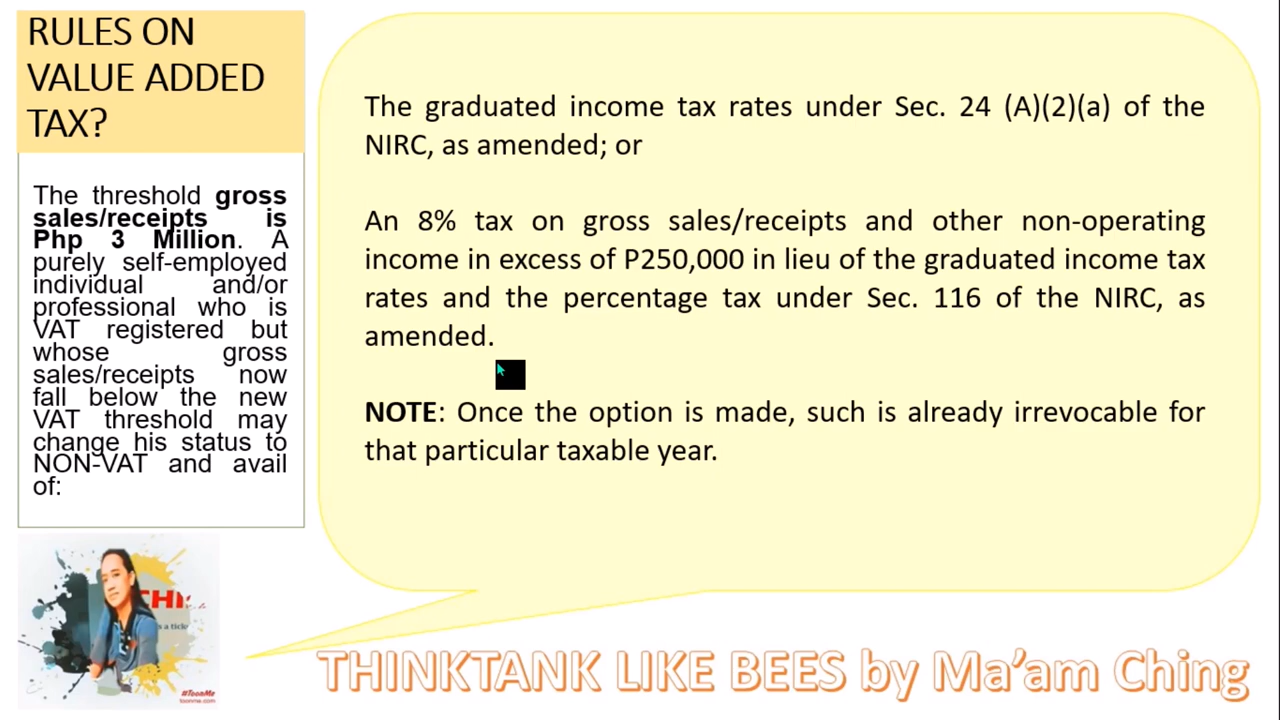 RULES ON
VALUE ADDED
TAX?
The threshold gross
sales/receipts is
Php 3 Million. A
purely self-employed
individual and/or
professional who is
VAT registered but
whose gross
sales/receipts now
fall below the new
VAT threshold may
change his status to
NON-VAT and avail
of:
The graduated income tax rates under Sec. 24 (A)(2)(a) of the
NIRC, as amended; or
An 8% tax on gross sales/receipts and other non-operating
income in excess of P250,000 in lieu of the graduated income tax
rates and the percentage tax under Sec. 116 of the NIRC, as
amended.
NOTE: Once the option is made, such is already irrevocable for
that particular taxable year.
#ToonMe
toonme.com
THINKTANK LIKE BEES by Ma'am Ching